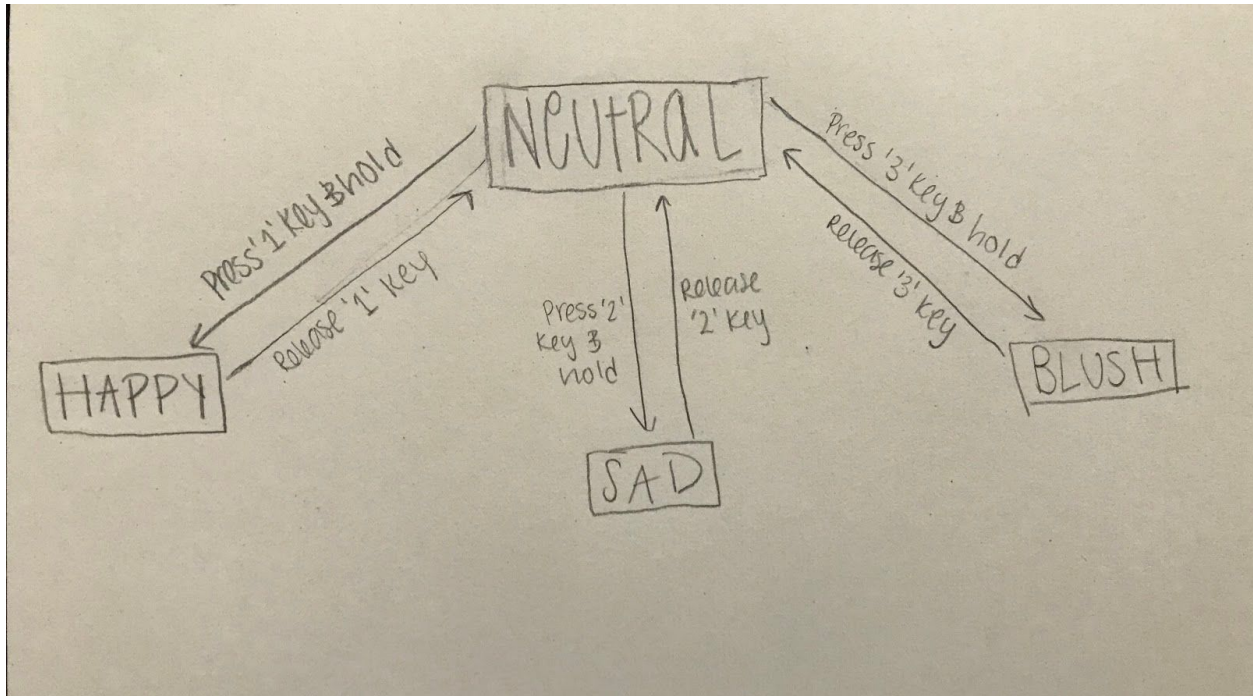 NeUtRaL
Press '1' Key & hold
Release '1' Key
Press '2'
Key &
hold
Release
'2' Key
Press '3' Key & hold
Release '3' Key
HAPPY
SAD
BLUSH